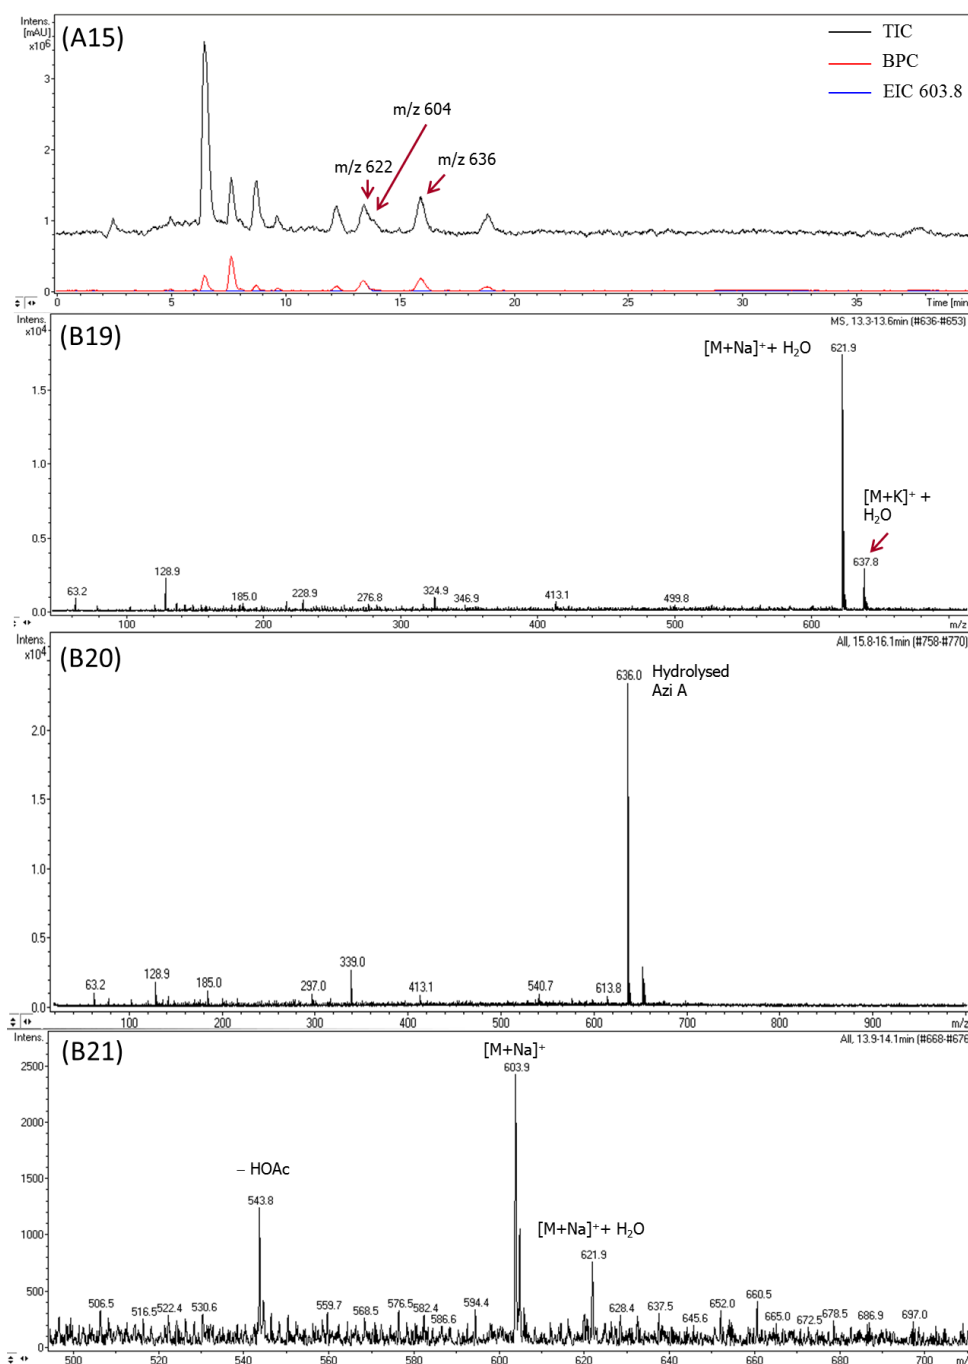 Intens.
[mAU]
x10⁶
(A15)
TIC
BPC
EIC 603.8
m/z 604
m/z 622
m/z 636
3
2
1
0
0 5 10 15 20 25 30 35 Time [min
Intens.
x10⁴
(B19)
MS, 13.3-13.6min (#636-#653)
[M+Na]⁺+ H₂O
621.9
1.5
1.0
[M+K]⁺ +
H₂O
0.5
637.8
63.2 128.9 185.0 228.9 276.8 324.9 346.9 413.1 499.8
0.0
100 200 300 400 500 600 m/z
Intens.
x10⁴
(B20)
All, 15.8-16.1min (#758-#770)
636.0
Hydrolysed
Azi A
2.0
1.5
1.0
0.5
63.2 128.9 185.0 297.0 339.0 413.1 540.7 613.8
0.0
100 200 300 400 500 600 700 800 900 m/z
Intens.
(B21)
All, 13.9-14.1min (#668-#676
[M+Na]⁺
603.9
2500
2000
1500
– HOAc
543.8
[M+Na]⁺+ H₂O
621.9
1000
500
506.5 516.5 522.4 530.6 559.7 568.5 576.5 582.4 586.6 594.4 628.4 637.5 645.6 652.0 660.5 665.0 672.5 678.5 686.9 697.0
0
500 520 540 560 580 600 620 640 660 680 700 m/